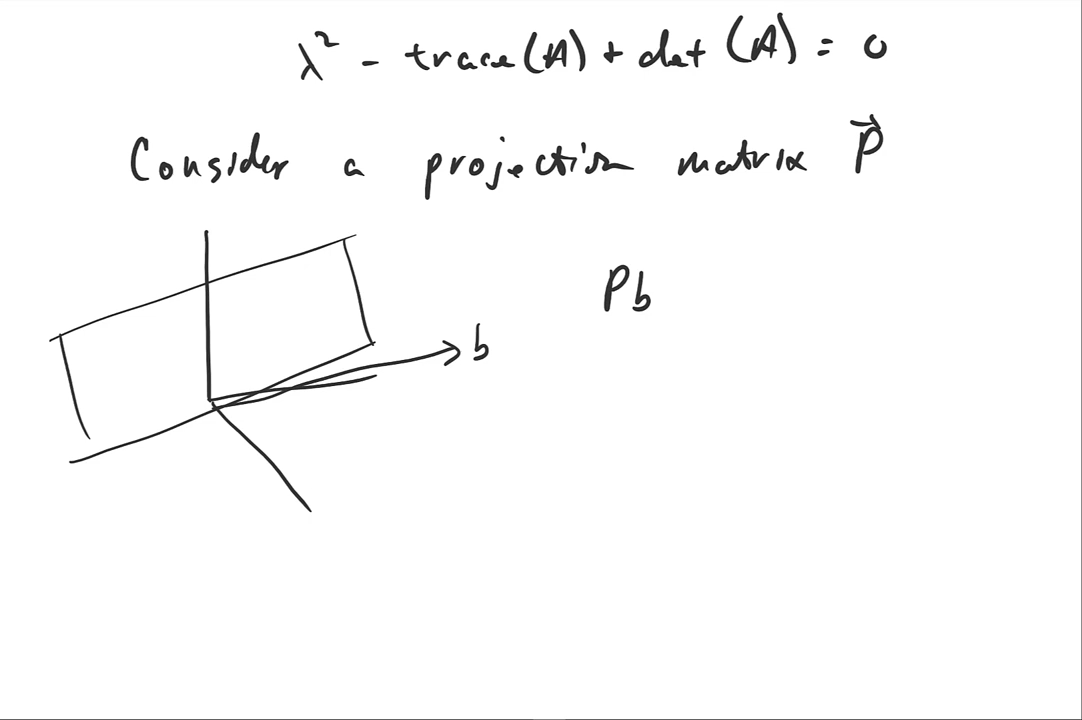 λ² - trace(A) + det(A) = 0
Consider a projection matrix P⃗
Pb
b